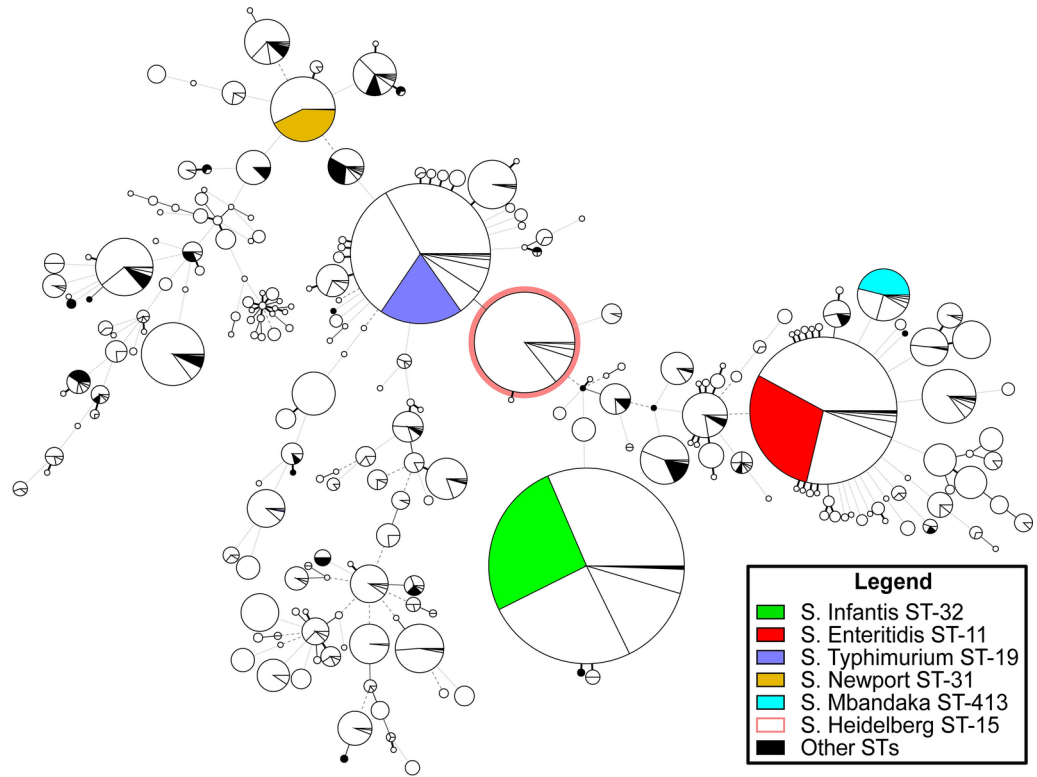 Legend
S. Infantis ST-32
S. Enteritidis ST-11
S. Typhimurium ST-19
S. Newport ST-31
S. Mbandaka ST-413
S. Heidelberg ST-15
Other STs